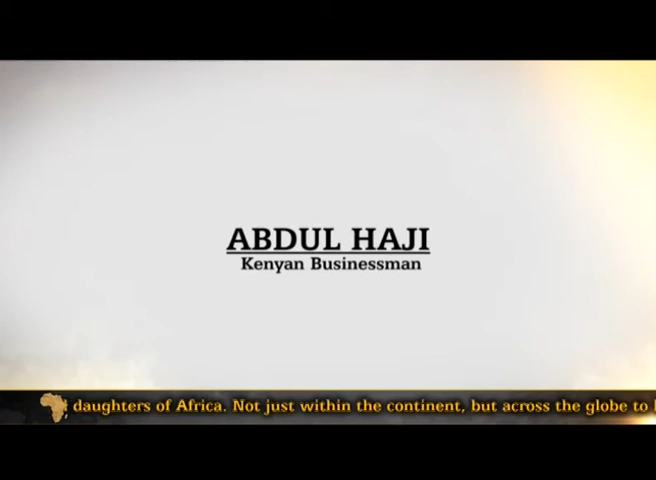 ABDUL HAJI
Kenyan Businessman
daughters of Africa. Not just within the continent, but across the globe to